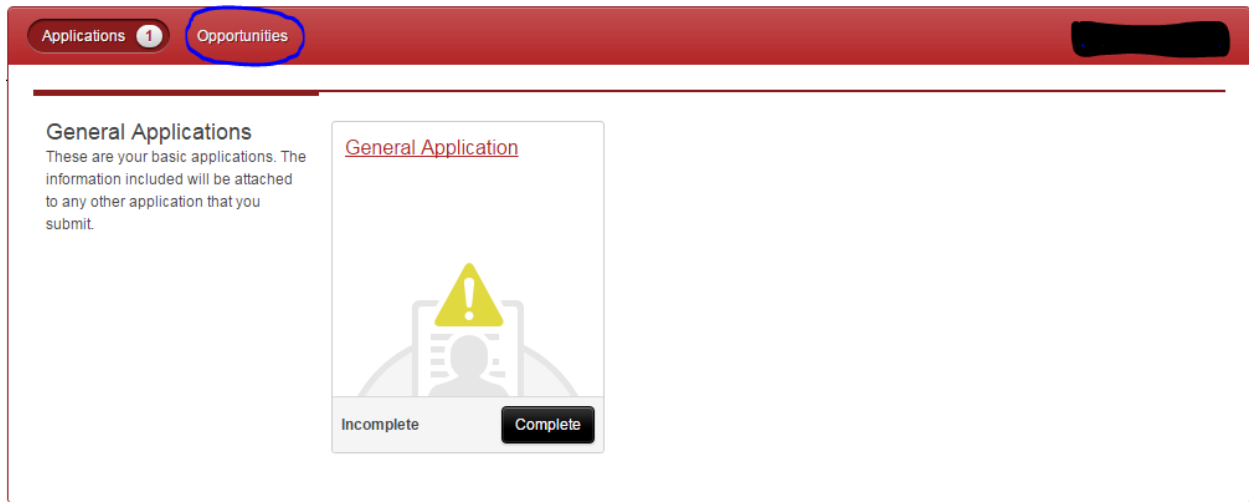 Applications 1 Opportunities
General Applications
These are your basic applications. The
information included will be attached
to any other application that you
submit.
General Application
Incomplete Complete